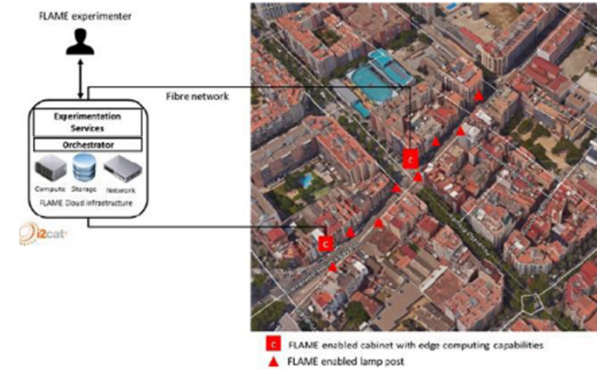 FLAME experimenter
Fibre network
Experimentation
Services
Orchestrator
Compute Storage Network
FLAME Cloud infrastructure
i2cat
C
C
C FLAME enabled cabinet with edge computing capabilities
FLAME enabled lamp post